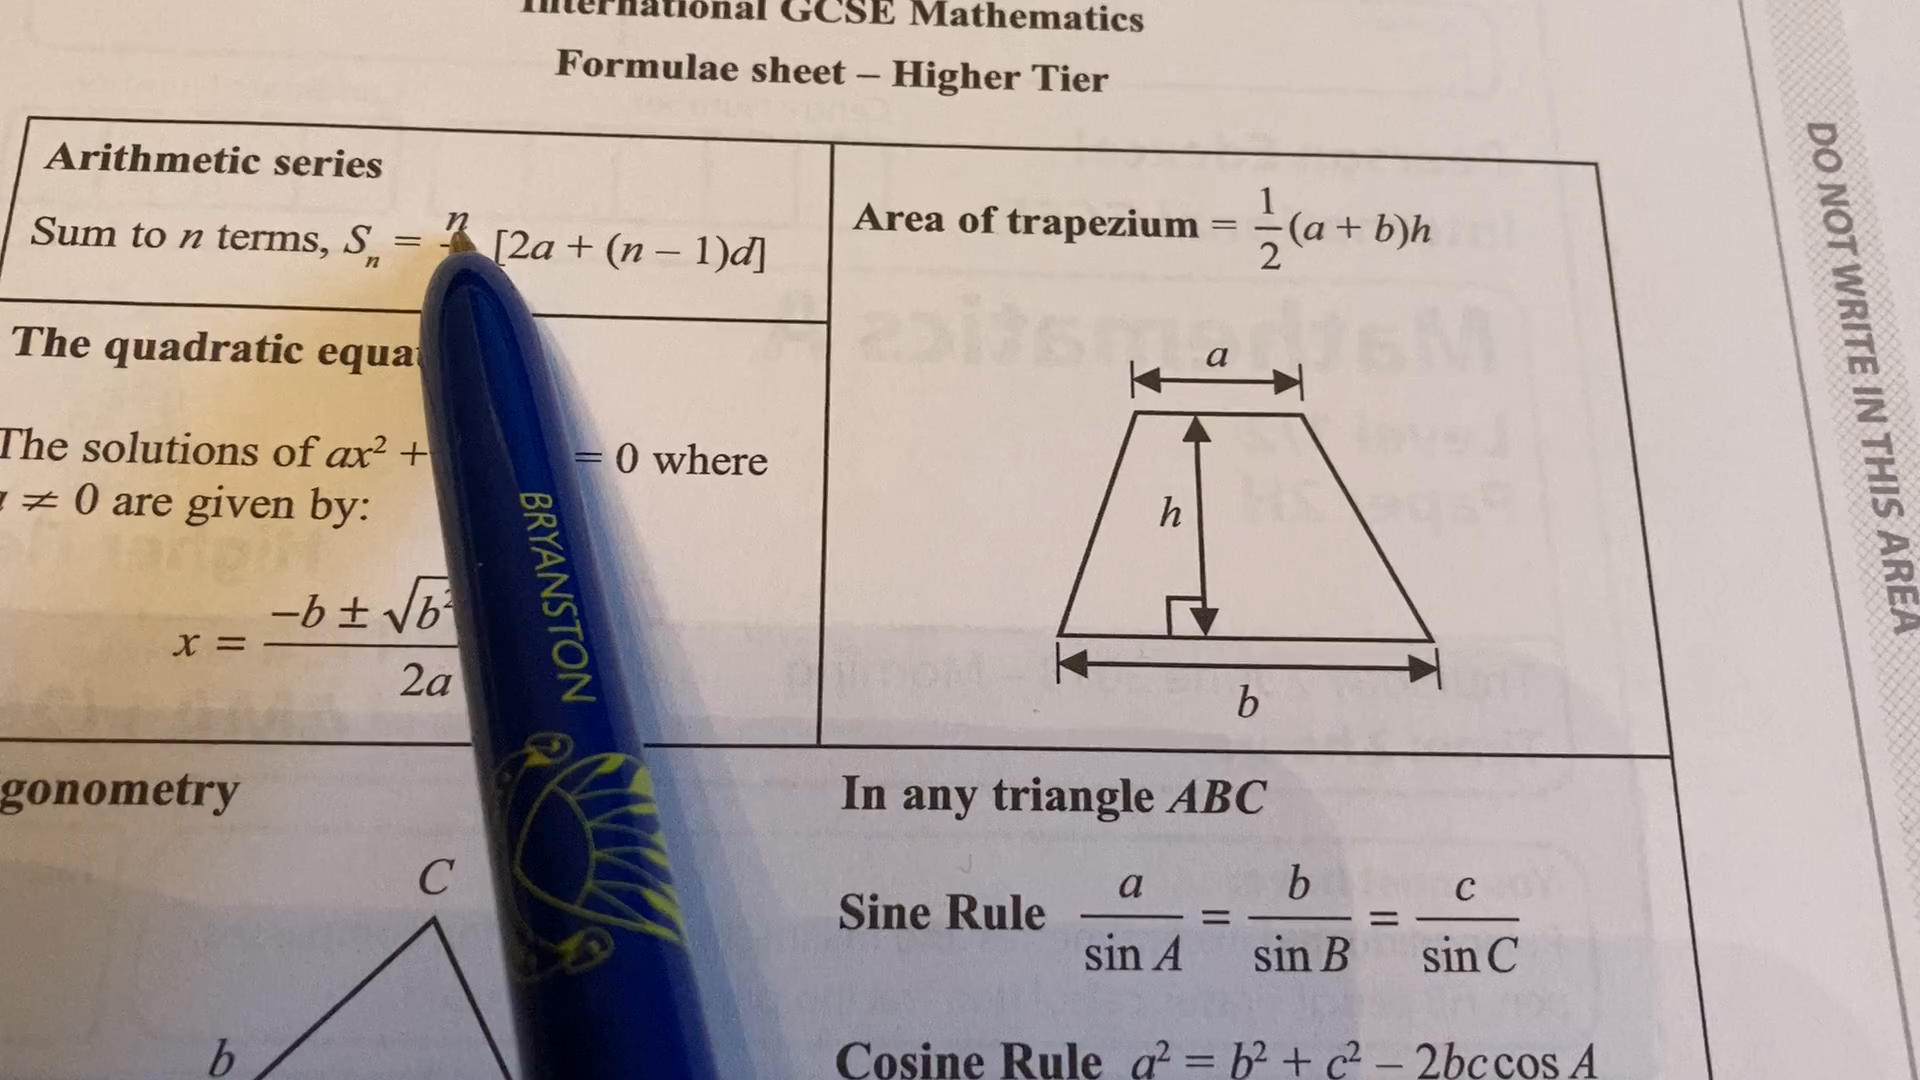 International GCSE Mathematics
Formulae sheet – Higher Tier
Arithmetic series
Sum to n terms, Sₙ = n [2a + (n – 1)d]
The quadratic
The solutions of ax² + = 0 where
≠ 0 are given by:
x = –b ± √b² / 2a
Area of trapezium = 1/2 (a + b)h
a
h
b
gonometry
C
b
In any triangle ABC
Sine Rule a / sin A = b / sin B = c / sin C
Cosine Rule a² = b² + c² – 2bc cos A
BRYANSTON
DO NOT WRITE IN THIS AREA